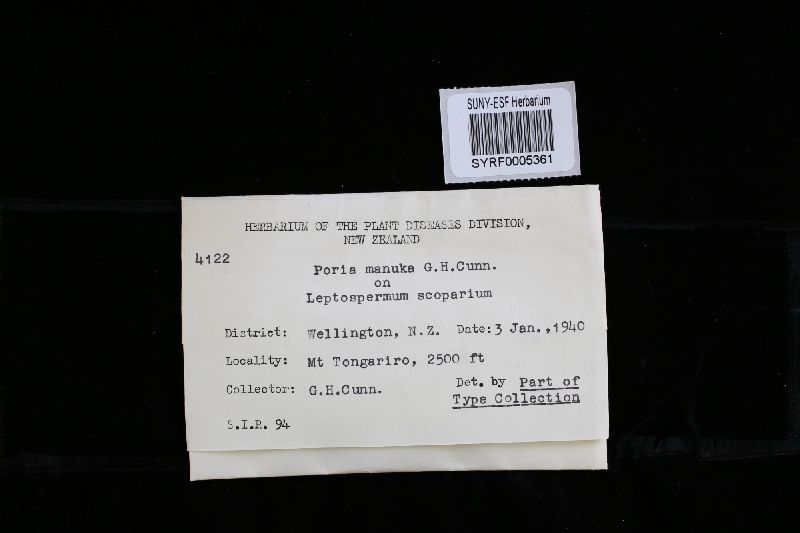 SUNY-ESF Herbarium
SYRF0005361
HERBARIUM OF THE PLANT DISEASES DIVISION,
NEW ZEALAND
4122
Poria manuka G.H.Cunn.
on
Leptospermum scoparium
District: Wellington, N.Z. Date: 3 Jan., 1940
Locality: Mt Tongariro, 2500 ft
Collector: G.H.Cunn. Det. by Part of
Type Collection
S.I.R. 94